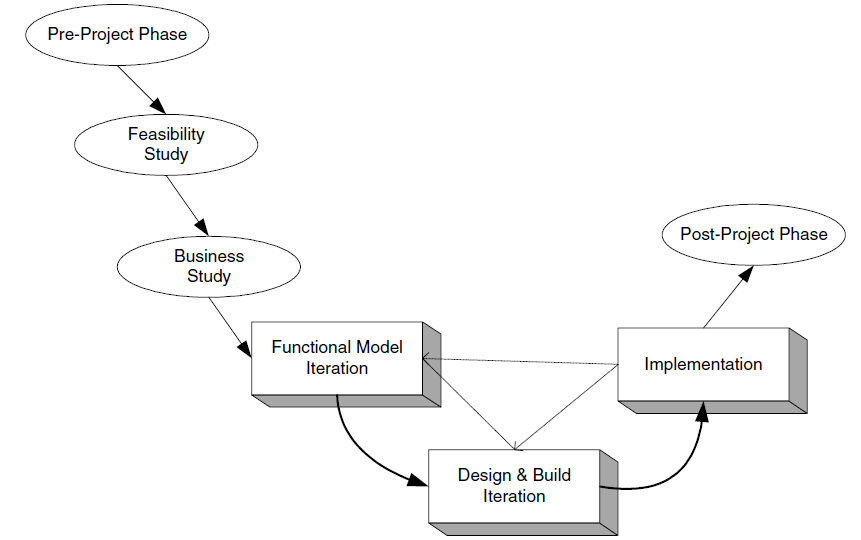 Pre-Project Phase
Feasibility
Study
Business
Study
Post-Project Phase
Functional Model
Iteration
Implementation
Design & Build
Iteration